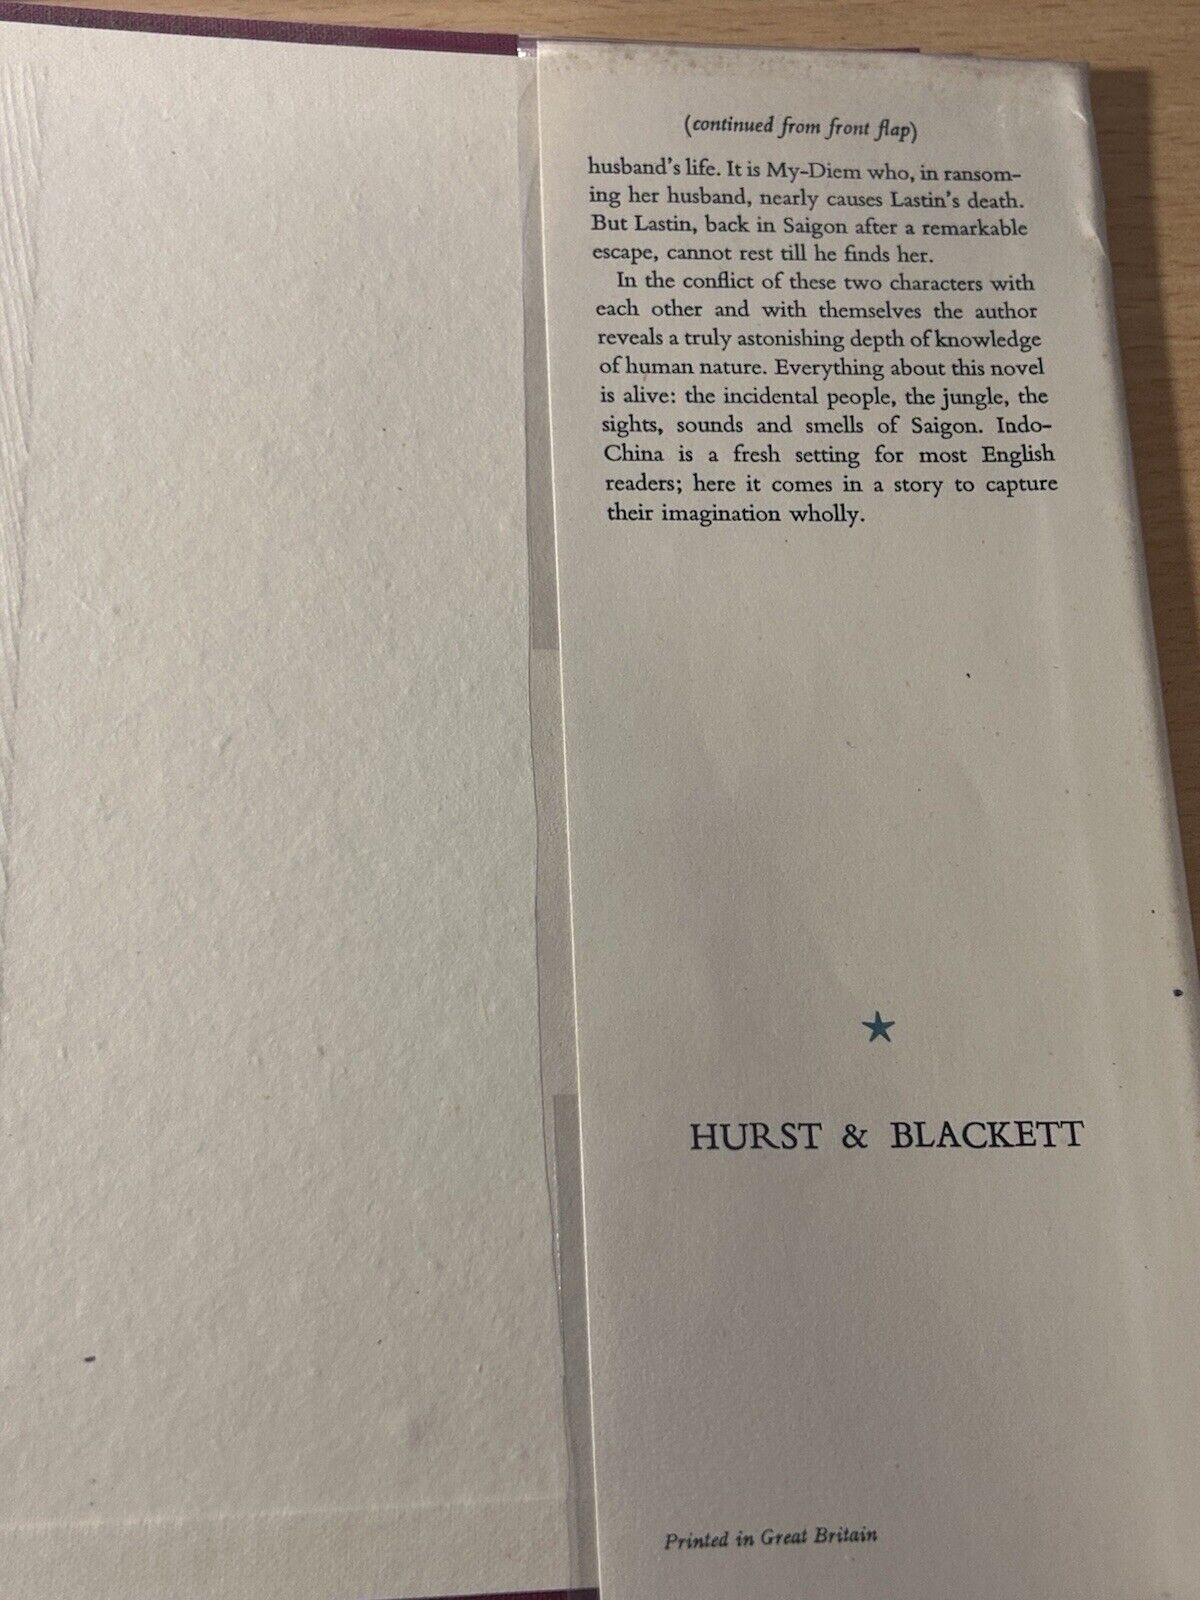 (continued from front flap)
husband's life. It is My-Diem who, in ransom-
ing her husband, nearly causes Lastin's death.
But Lastin, back in Saigon after a remarkable
escape, cannot rest till he finds her.
In the conflict of these two characters with
each other and with themselves the author
reveals a truly astonishing depth of knowledge
of human nature. Everything about this novel
is alive: the incidental people, the jungle, the
sights, sounds and smells of Saigon. Indo-
China is a fresh setting for most English
readers; here it comes in a story to capture
their imagination wholly.
HURST & BLACKETT
Printed in Great Britain